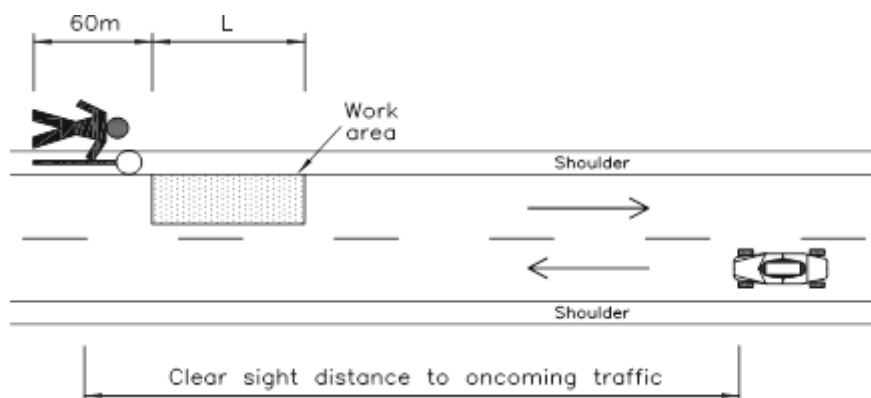 60m
L
Work
area
Shoulder
Shoulder
Clear sight distance to oncoming traffic